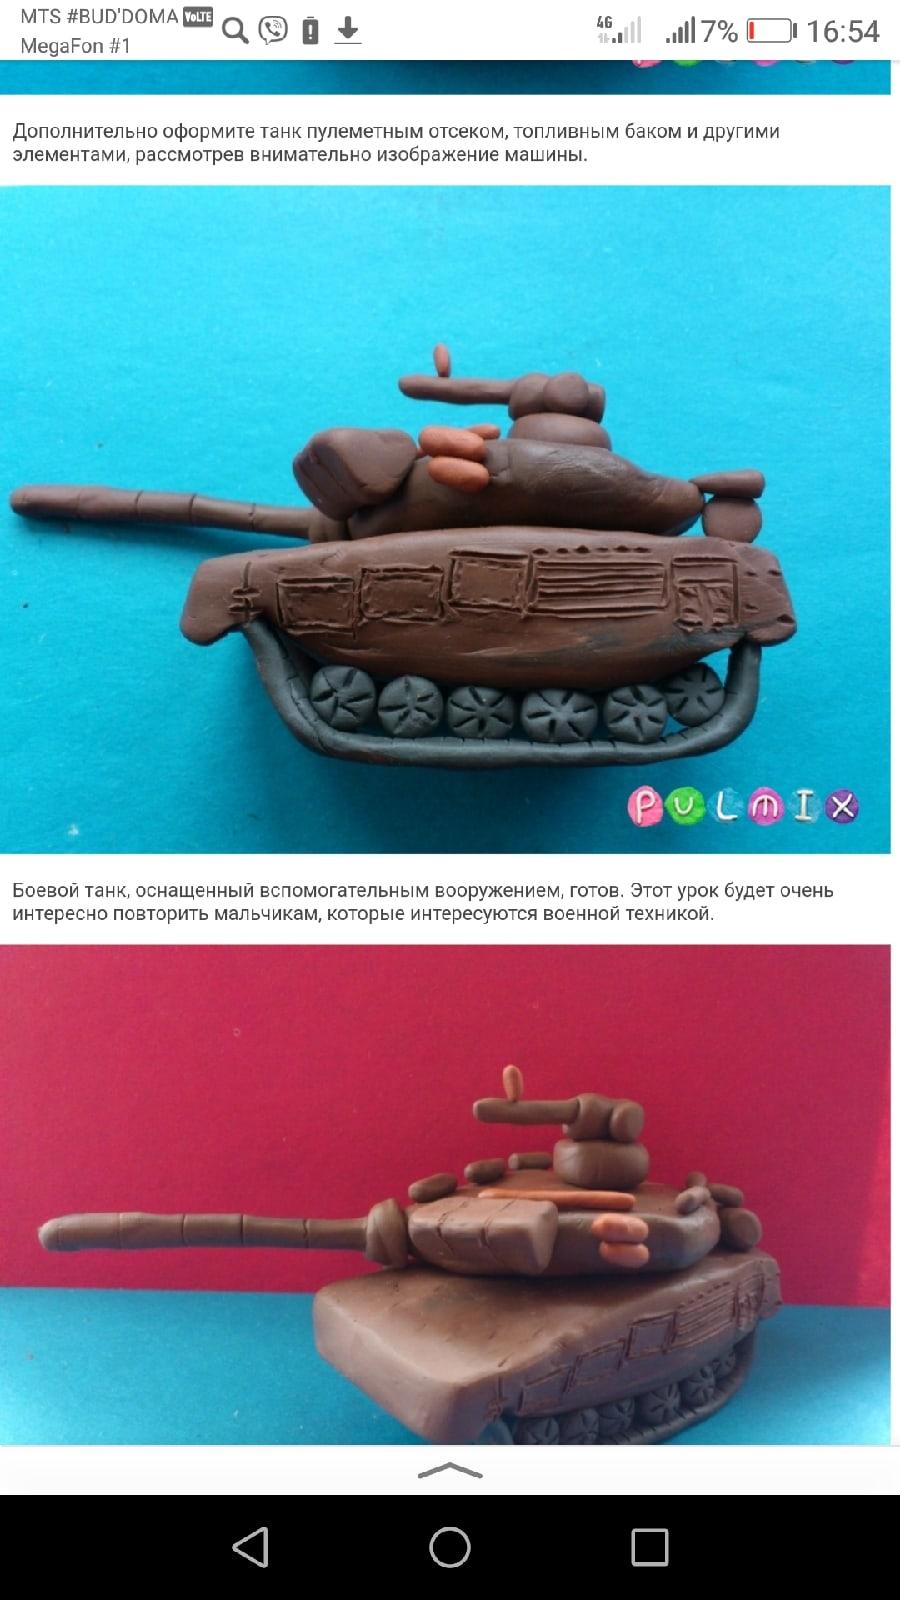 MTS #BUD'DOMA VoLTE
MegaFon #1
4G 7% 16:54
Дополнительно оформите танк пулеметным отсеком, топливным баком и другими
элементами, рассмотрев внимательно изображение машины.
PULMIX
Боевой танк, оснащенный вспомогательным вооружением, готов. Этот урок будет очень
интересно повторить мальчикам, которые интересуются военной техникой.